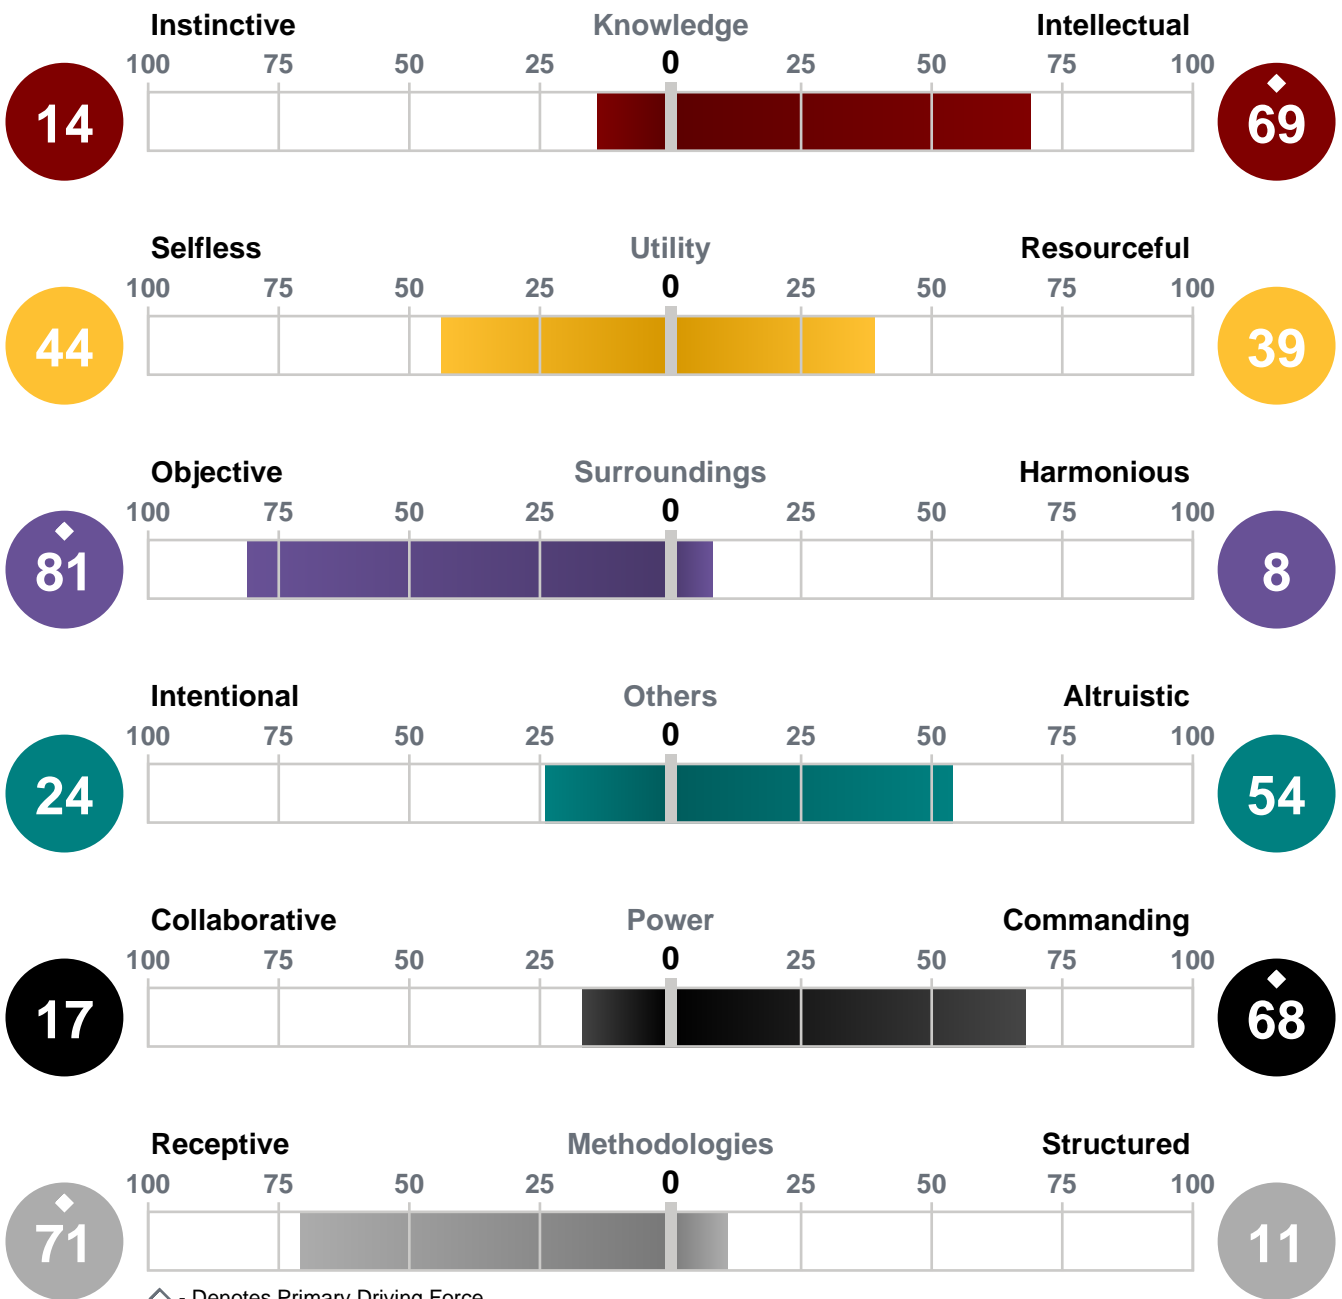 Instinctive Knowledge Intellectual
100 75 50 25 0 25 50 75 100
14 69
Selfless Utility Resourceful
100 75 50 25 0 25 50 75 100
44 39
Objective Surroundings Harmonious
100 75 50 25 0 25 50 75 100
81 8
Intentional Others Altruistic
100 75 50 25 0 25 50 75 100
24 54
Collaborative Power Commanding
100 75 50 25 0 25 50 75 100
17 68
Receptive Methodologies Structured
100 75 50 25 0 25 50 75 100
71 11
- Denotes Primary Driving Force